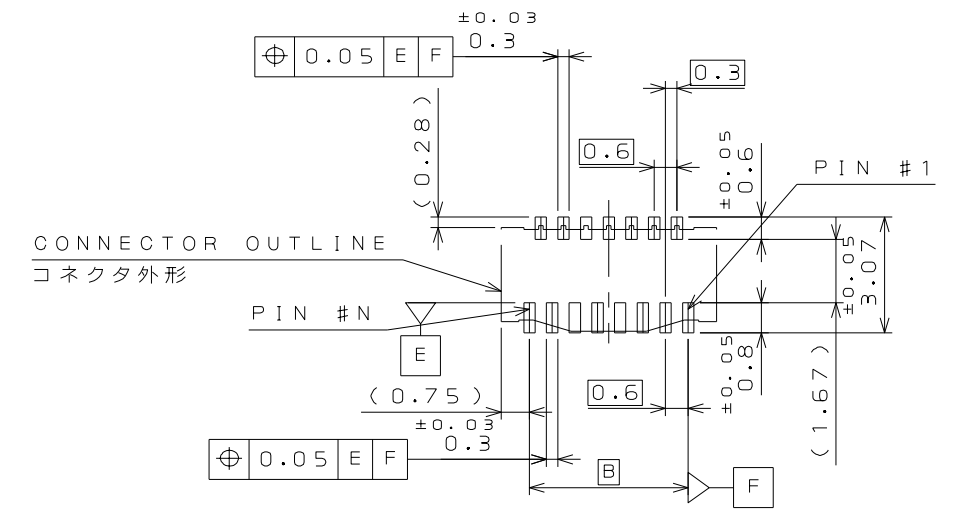 ±0.03
0.3
⌖ 0.05 E F
0.3
(0.28)
0.6
±0.05
0.6
PIN #1
CONNECTOR OUTLINE
コネクタ外形
±0.05
3.07
PIN #N
E
(0.75)
0.6
±0.05
0.8
(1.67)
±0.03
0.3
⌖ 0.05 E F
B
F